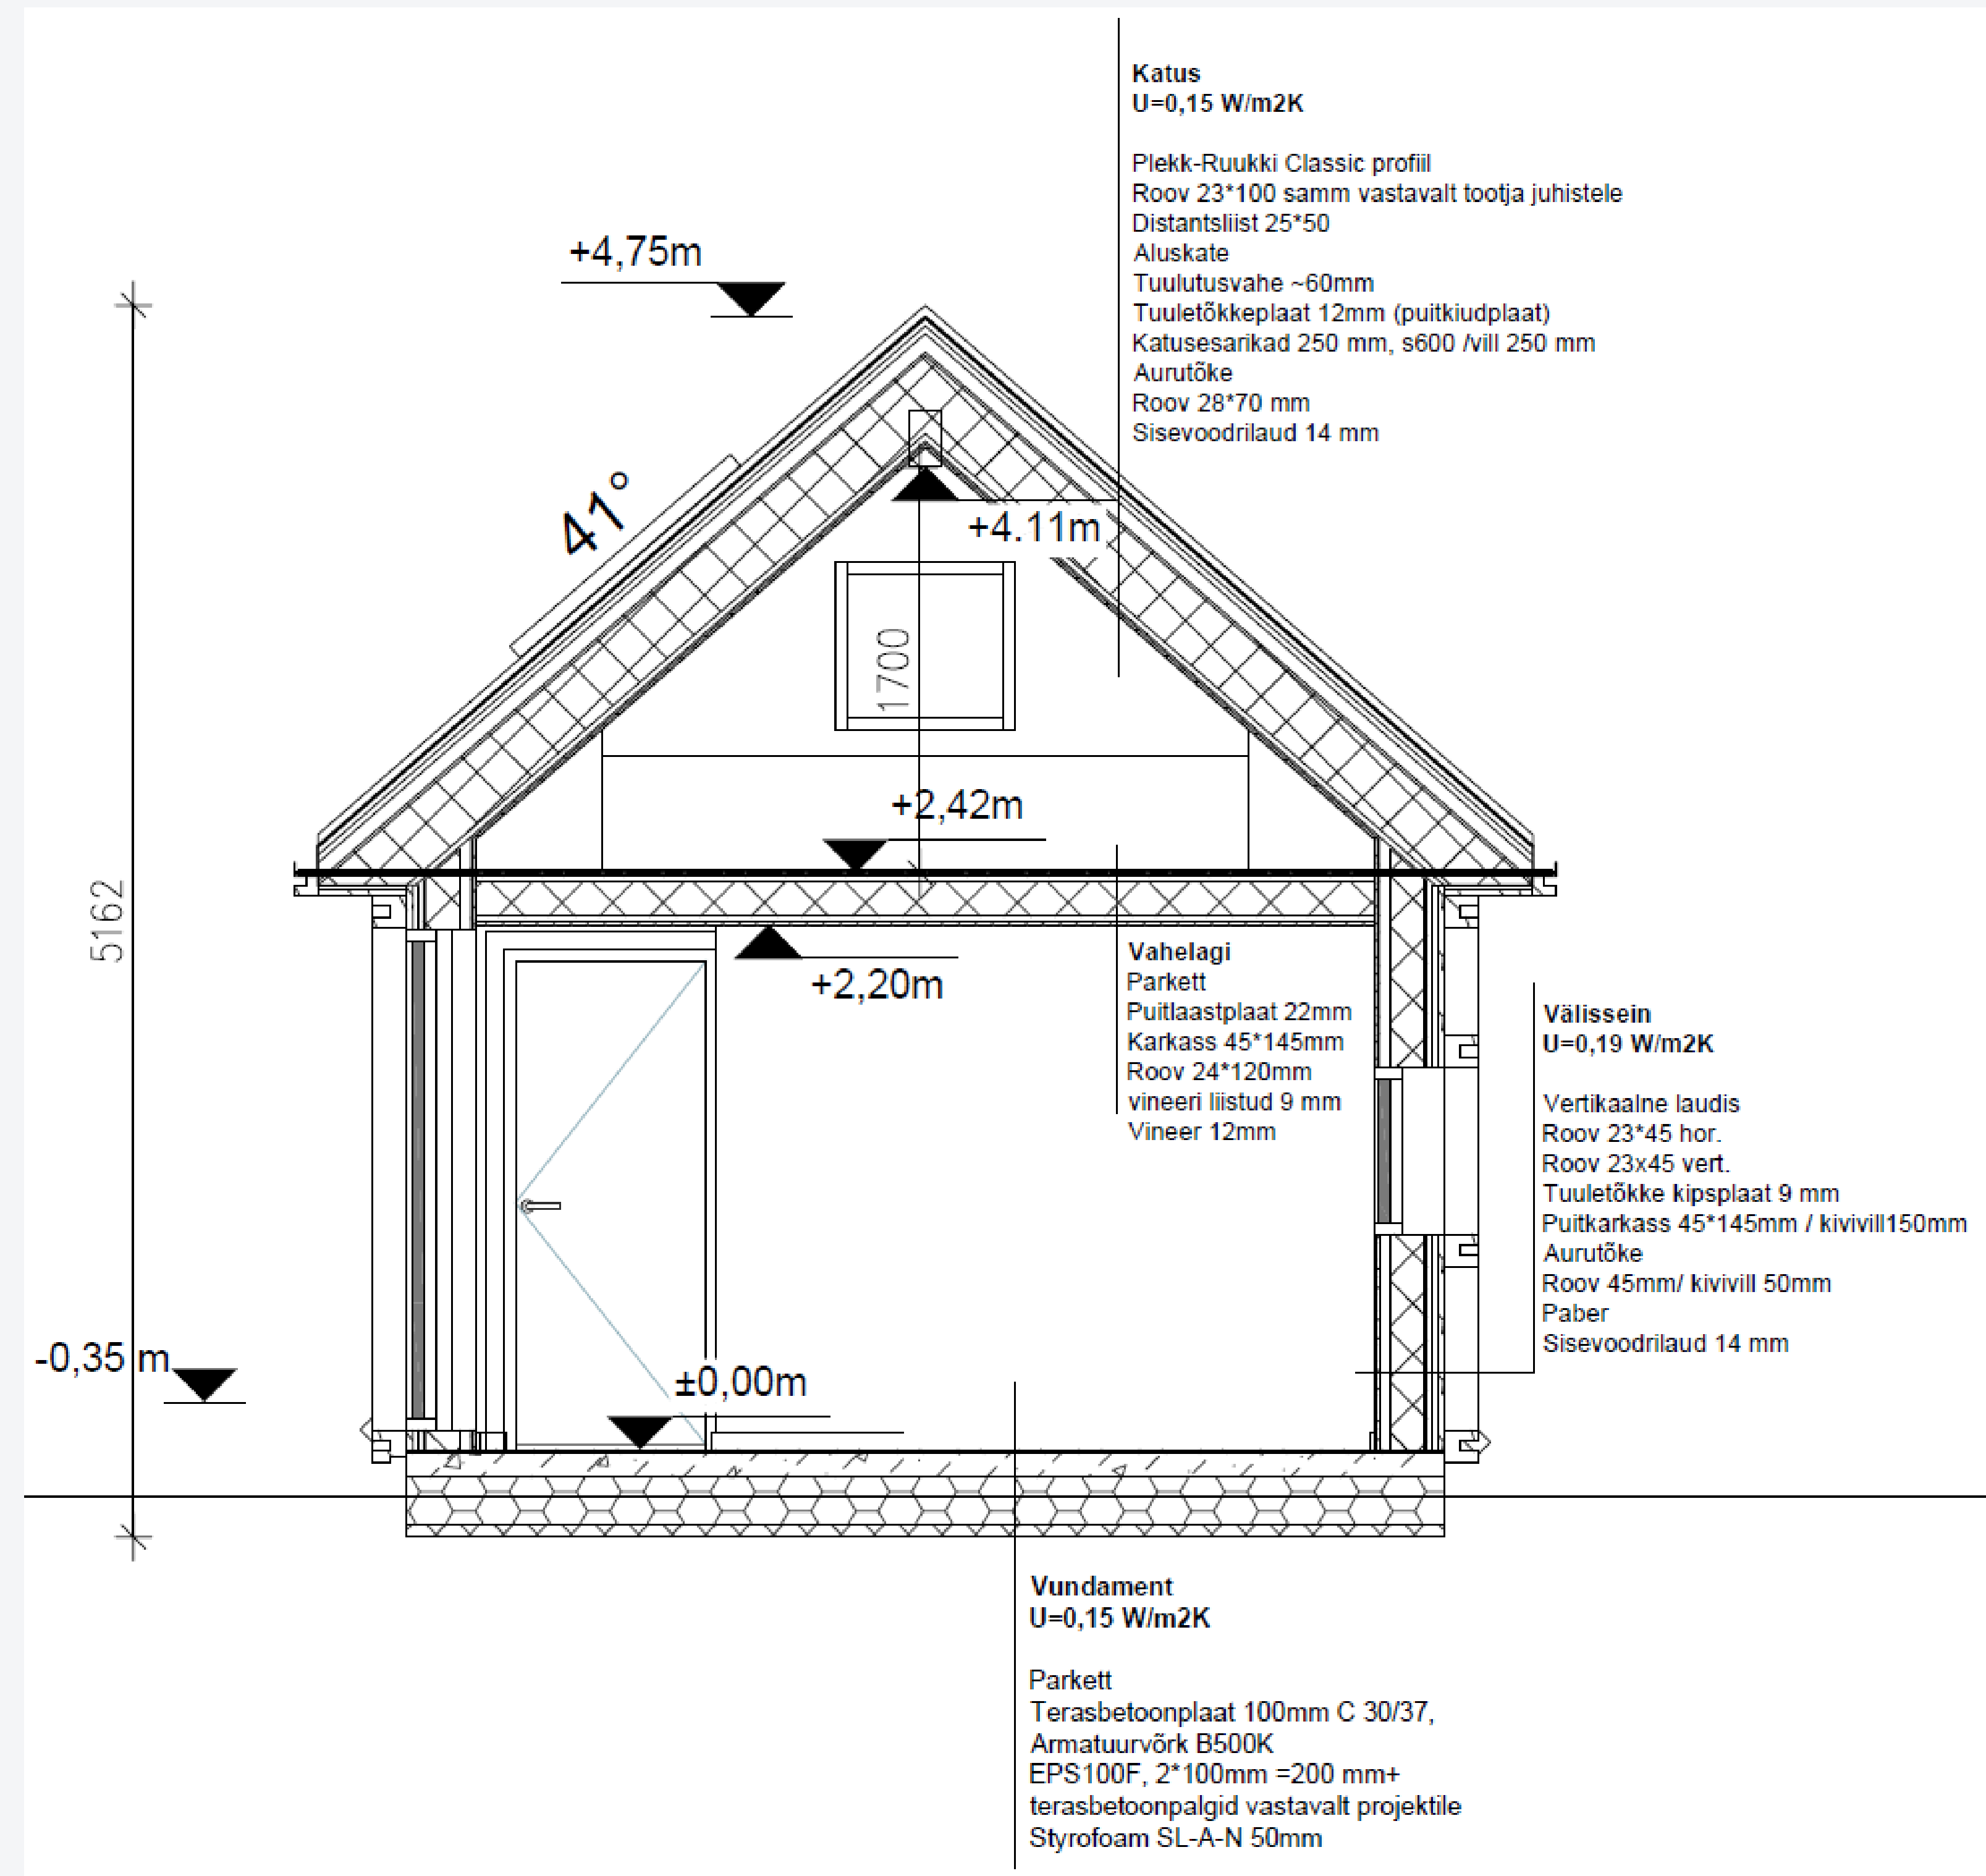 Katus
U=0,15 W/m2K
Plekk-Ruukki Classic profiil
Roov 23*100 samm vastavalt tootja juhistele
Distantsliist 25*50
Aluskate
Tuulutusvahe ~60mm
Tuuletõkkeplaat 12mm (puitkiudplaat)
Katusesarikad 250 mm, s600 /vill 250 mm
Aurutõke
Roov 28*70 mm
Sisevoodrilaud 14 mm
+4,75m
41°
+4.11m
1700
+2,42m
5162
+2,20m
Vahelagi
Parkett
Puitlaastplaat 22mm
Karkass 45*145mm
Roov 24*120mm
vineeri liistud 9 mm
Vineer 12mm
Välissein
U=0,19 W/m2K
Vertikaalne laudis
Roov 23*45 hor.
Roov 23x45 vert.
Tuuletõkke kipsplaat 9 mm
Puitkarkass 45*145mm / kivivill150mm
Aurutõke
Roov 45mm/ kivivill 50mm
Paber
Sisevoodrilaud 14 mm
-0,35 m
±0,00m
Vundament
U=0,15 W/m2K
Parkett
Terasbetoonplaat 100mm C 30/37,
Armatuurvõrk B500K
EPS100F, 2*100mm =200 mm+
terasbetoonpalgid vastavalt projektile
Styrofoam SL-A-N 50mm